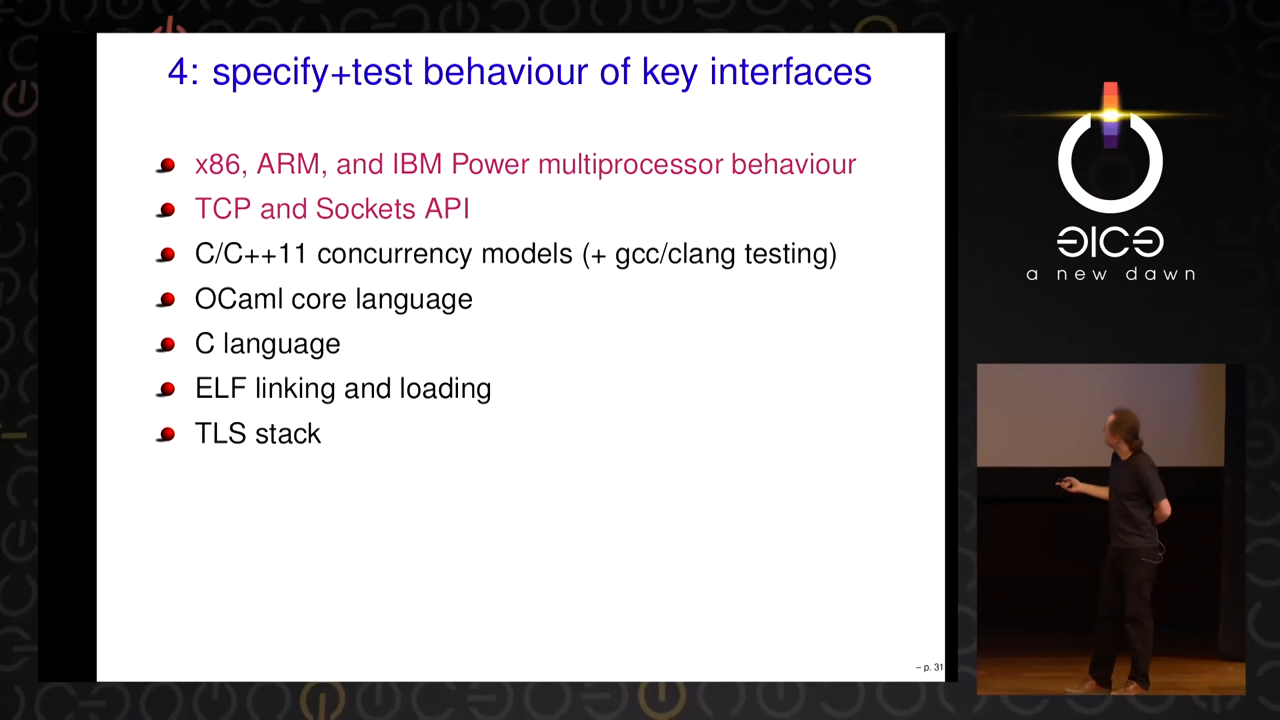 4: specify+test behaviour of key interfaces
x86, ARM, and IBM Power multiprocessor behaviour
TCP and Sockets API
C/C++11 concurrency models (+ gcc/clang testing)
OCaml core language
C language
ELF linking and loading
TLS stack
– p. 31
a new dawn